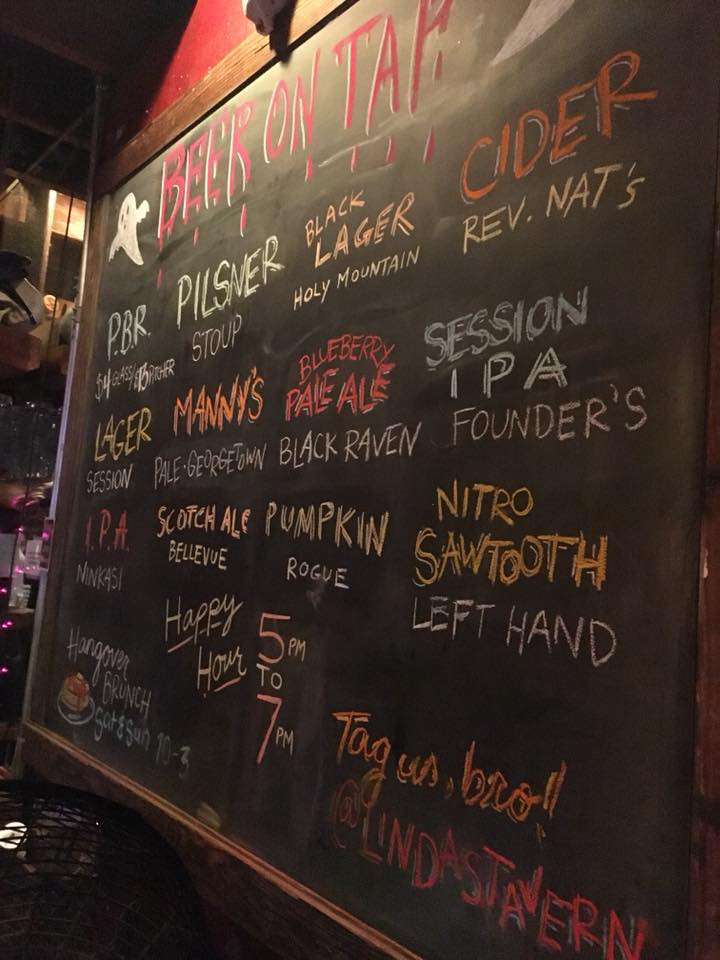 BEER ON TAP.
P.B.R.
$4 GLASS/$13 PITCHER
PILSNER
STOUP
BLACK
LAGER
HOLY MOUNTAIN
CIDER
REV. NAT'S
LAGER
SESSION
MANNY'S
PALE-GEORGETOWN
BLUEBERRY
PALE ALE
BLACK RAVEN
SESSION
IPA
FOUNDER'S
I.P.A.
NINKASI
SCOTCH ALE
BELLEVUE
PUMPKIN
ROGUE
NITRO
SAWTOOTH
LEFT HAND
Hangover
BRUNCH
Sat & Sun 10-3
Happy
Hour
5 PM
TO
7 PM
Tag us, bro!!
@LINDASTAVERN